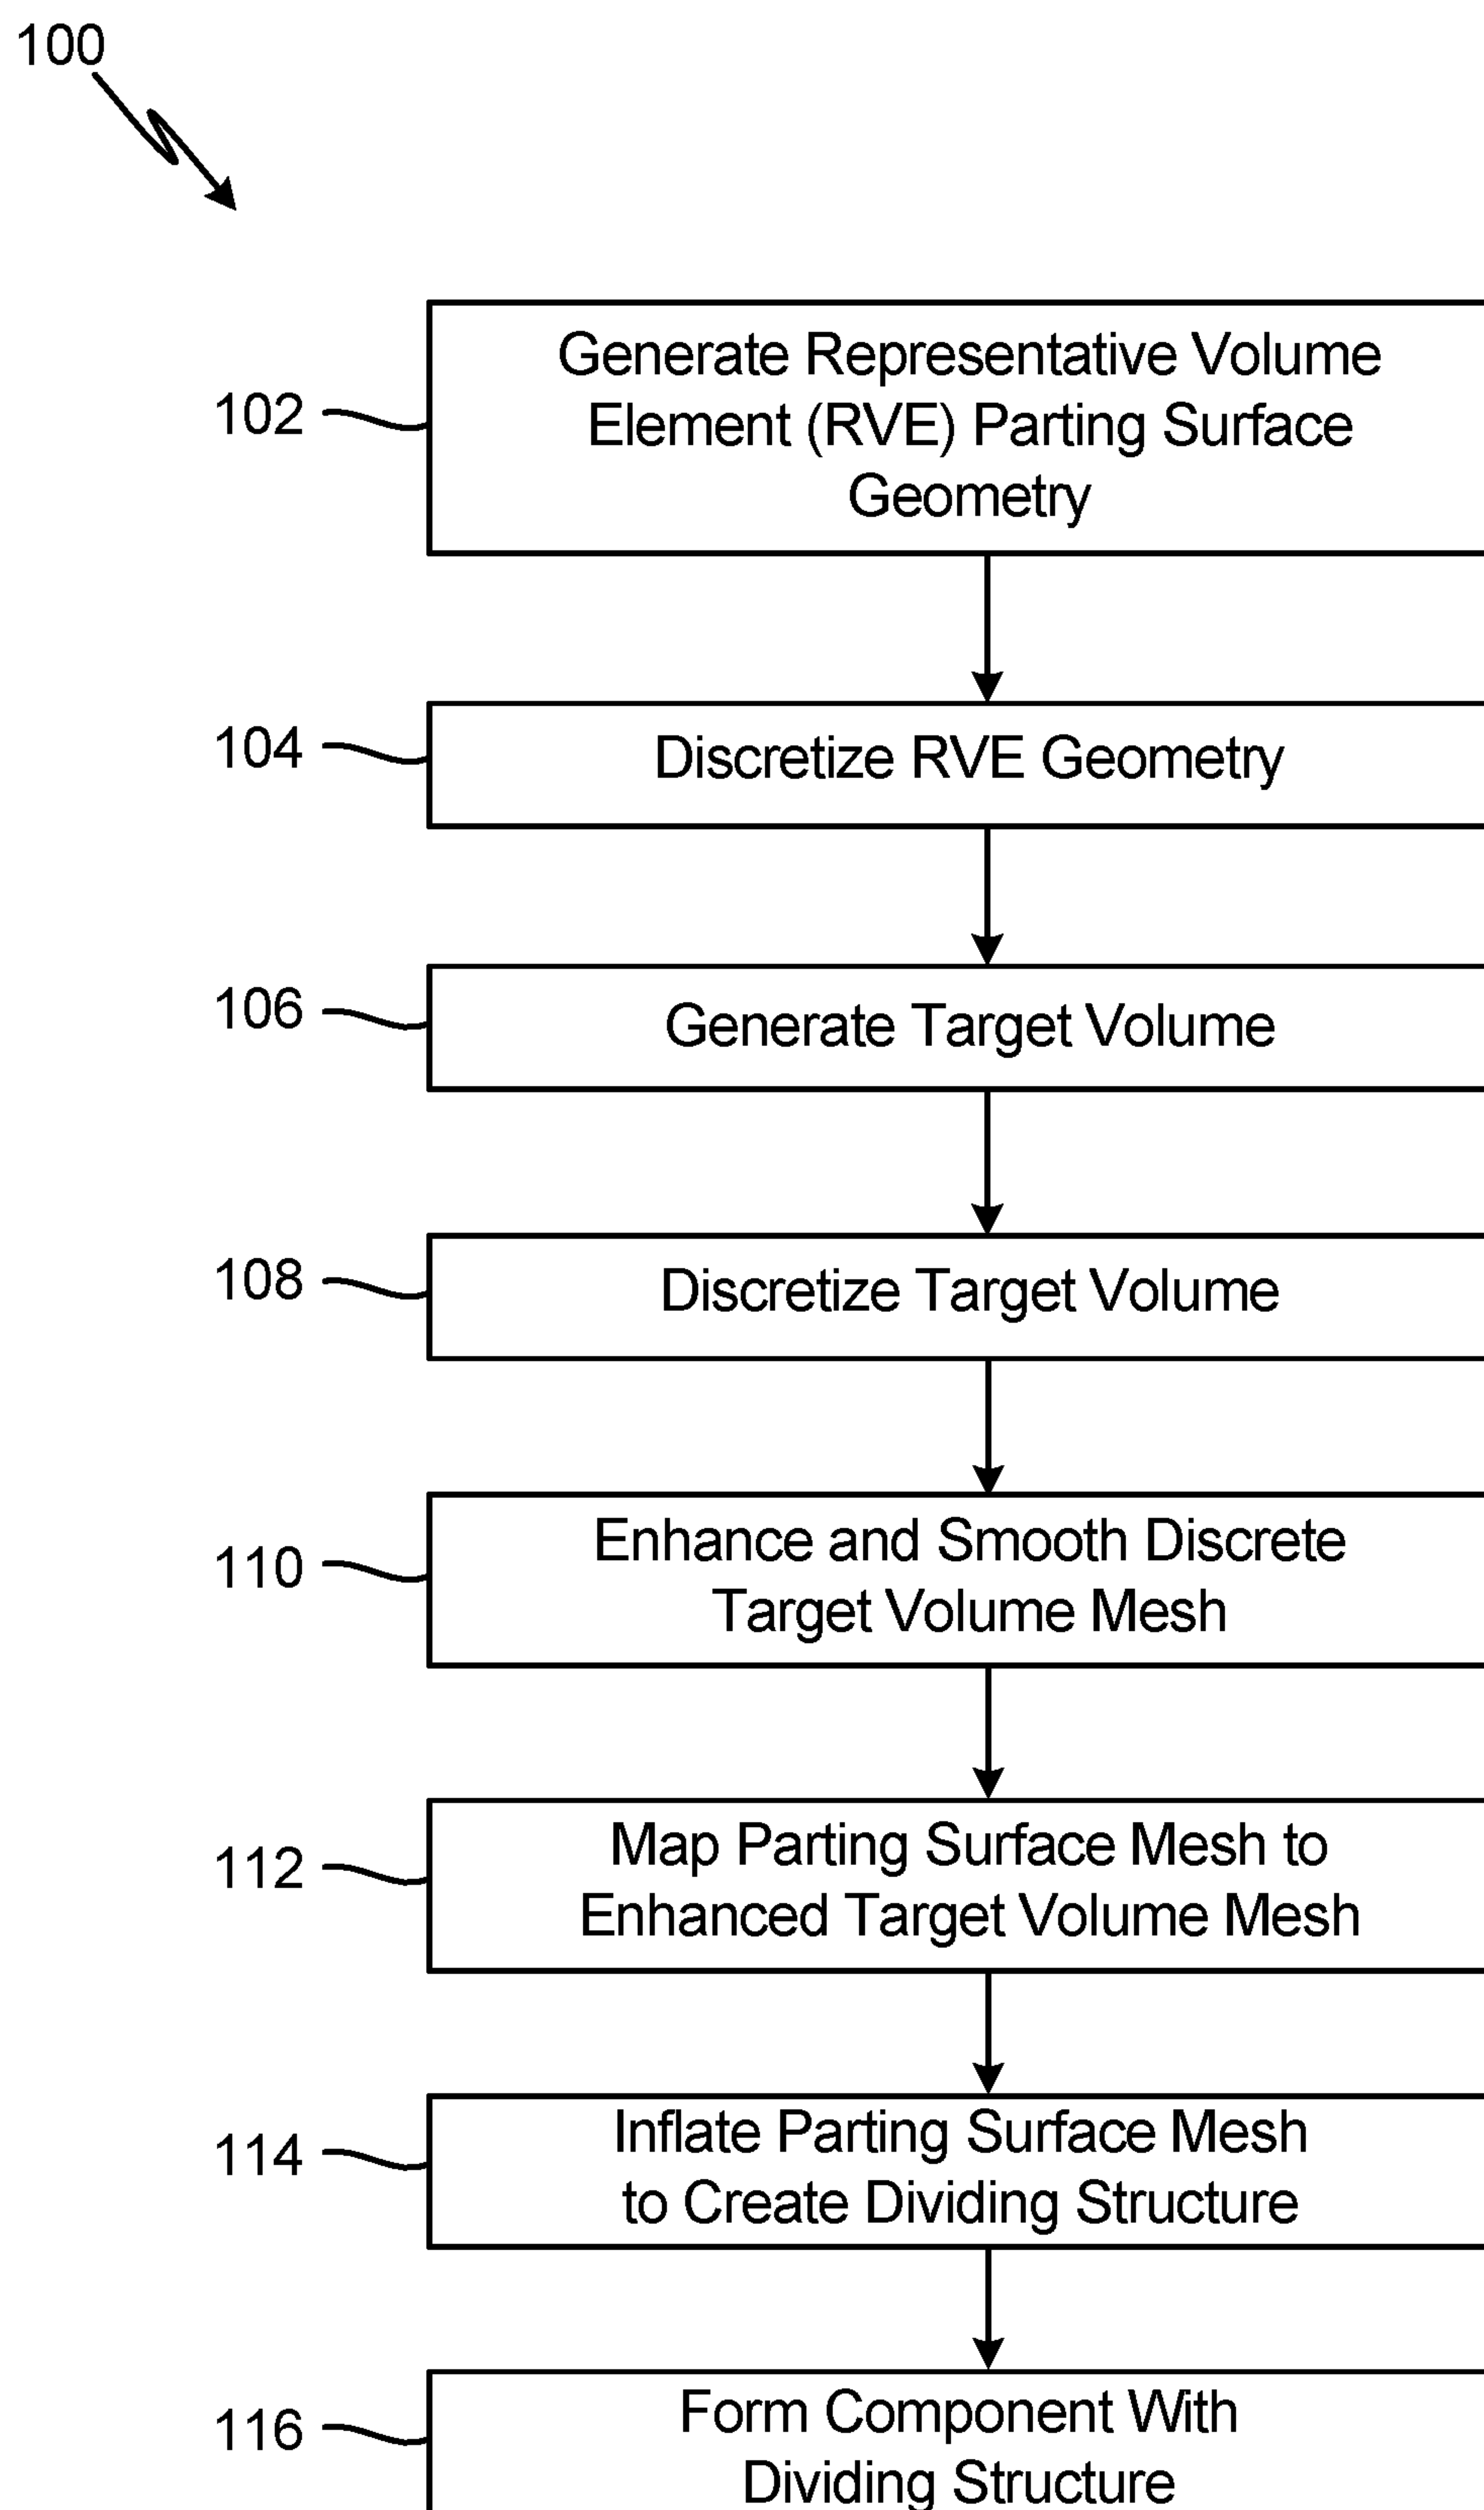 100
102
Generate Representative Volume
Element (RVE) Parting Surface
Geometry
104
Discretize RVE Geometry
106
Generate Target Volume
108
Discretize Target Volume
110
Enhance and Smooth Discrete
Target Volume Mesh
112
Map Parting Surface Mesh to
Enhanced Target Volume Mesh
114
Inflate Parting Surface Mesh
to Create Dividing Structure
116
Form Component With
Dividing Structure